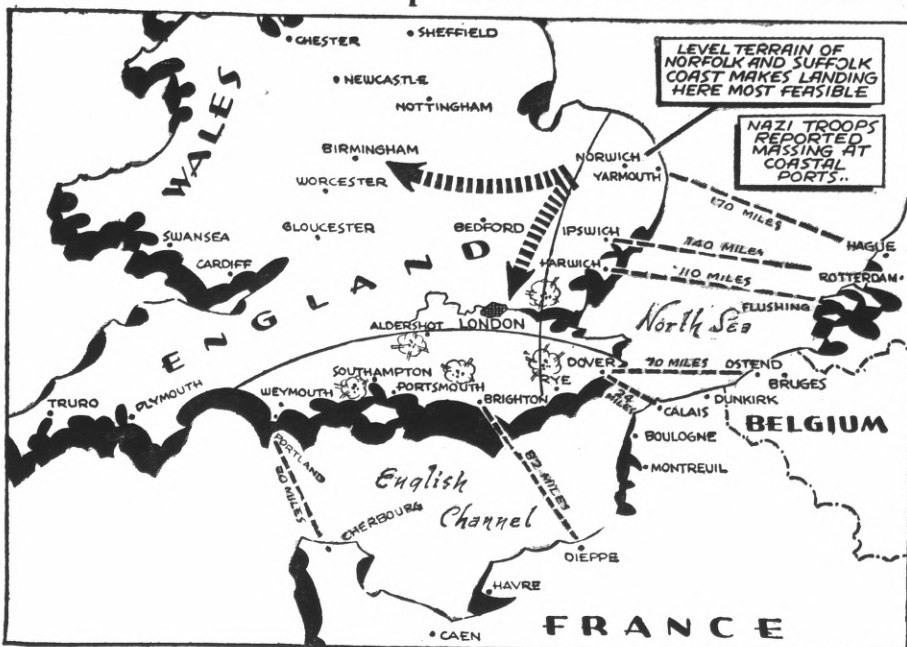 CHESTER
SHEFFIELD
NEWCASTLE
NOTTINGHAM
LEVEL TERRAIN OF
NORFOLK AND SUFFOLK
COAST MAKES LANDING
HERE MOST FEASIBLE
NAZI TROOPS
REPORTED
MASSING AT
COASTAL
PORTS..
WALES
BIRMINGHAM
NORWICH
YARMOUTH
WORCESTER
170 MILES
GLOUCESTER
BEDFORD
IPSWICH
140 MILES
HAGUE
SWANSEA
CARDIFF
HARWICH
110 MILES
ROTTERDAM
FLUSHING
ENGLAND
North Sea
ALDERSHOT
LONDON
DOVER
70 MILES
OSTEND
BRUGES
SOUTHAMPTON
PORTSMOUTH
RYE
24
MILES
DUNKIRK
TRURO
PLYMOUTH
WEYMOUTH
BRIGHTON
CALAIS
BELGIUM
BOULOGNE
PORTLAND
MONTREUIL
English
Channel
82 MILES
CHERBOURG
DIEPPE
HAVRE
CAEN
FRANCE